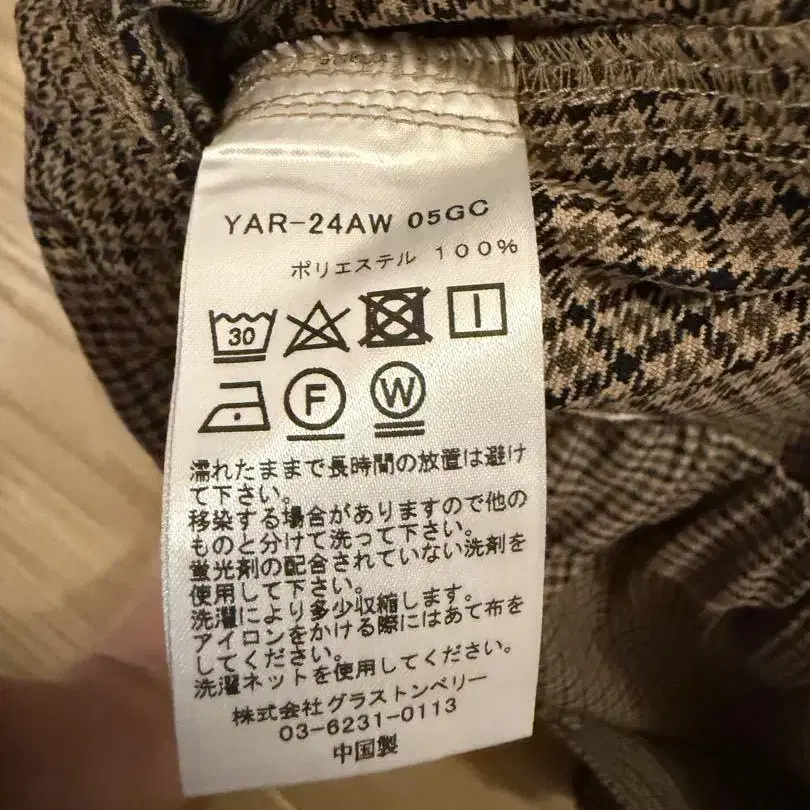 YAR-24AW 05GC
ポリエステル 100%
30
F W
濡れたままで長時間の放置は避け
て下さい。
移染する場合がありますので他の
ものと分けて洗って下さい。
蛍光剤の配合されていない洗剤を
使用して下さい。
洗濯により多少収縮します。
アイロンをかける際にはあて布を
してください。
洗濯ネットを使用してください。
株式会社グラストンベリー
03-6231-0113
中国製